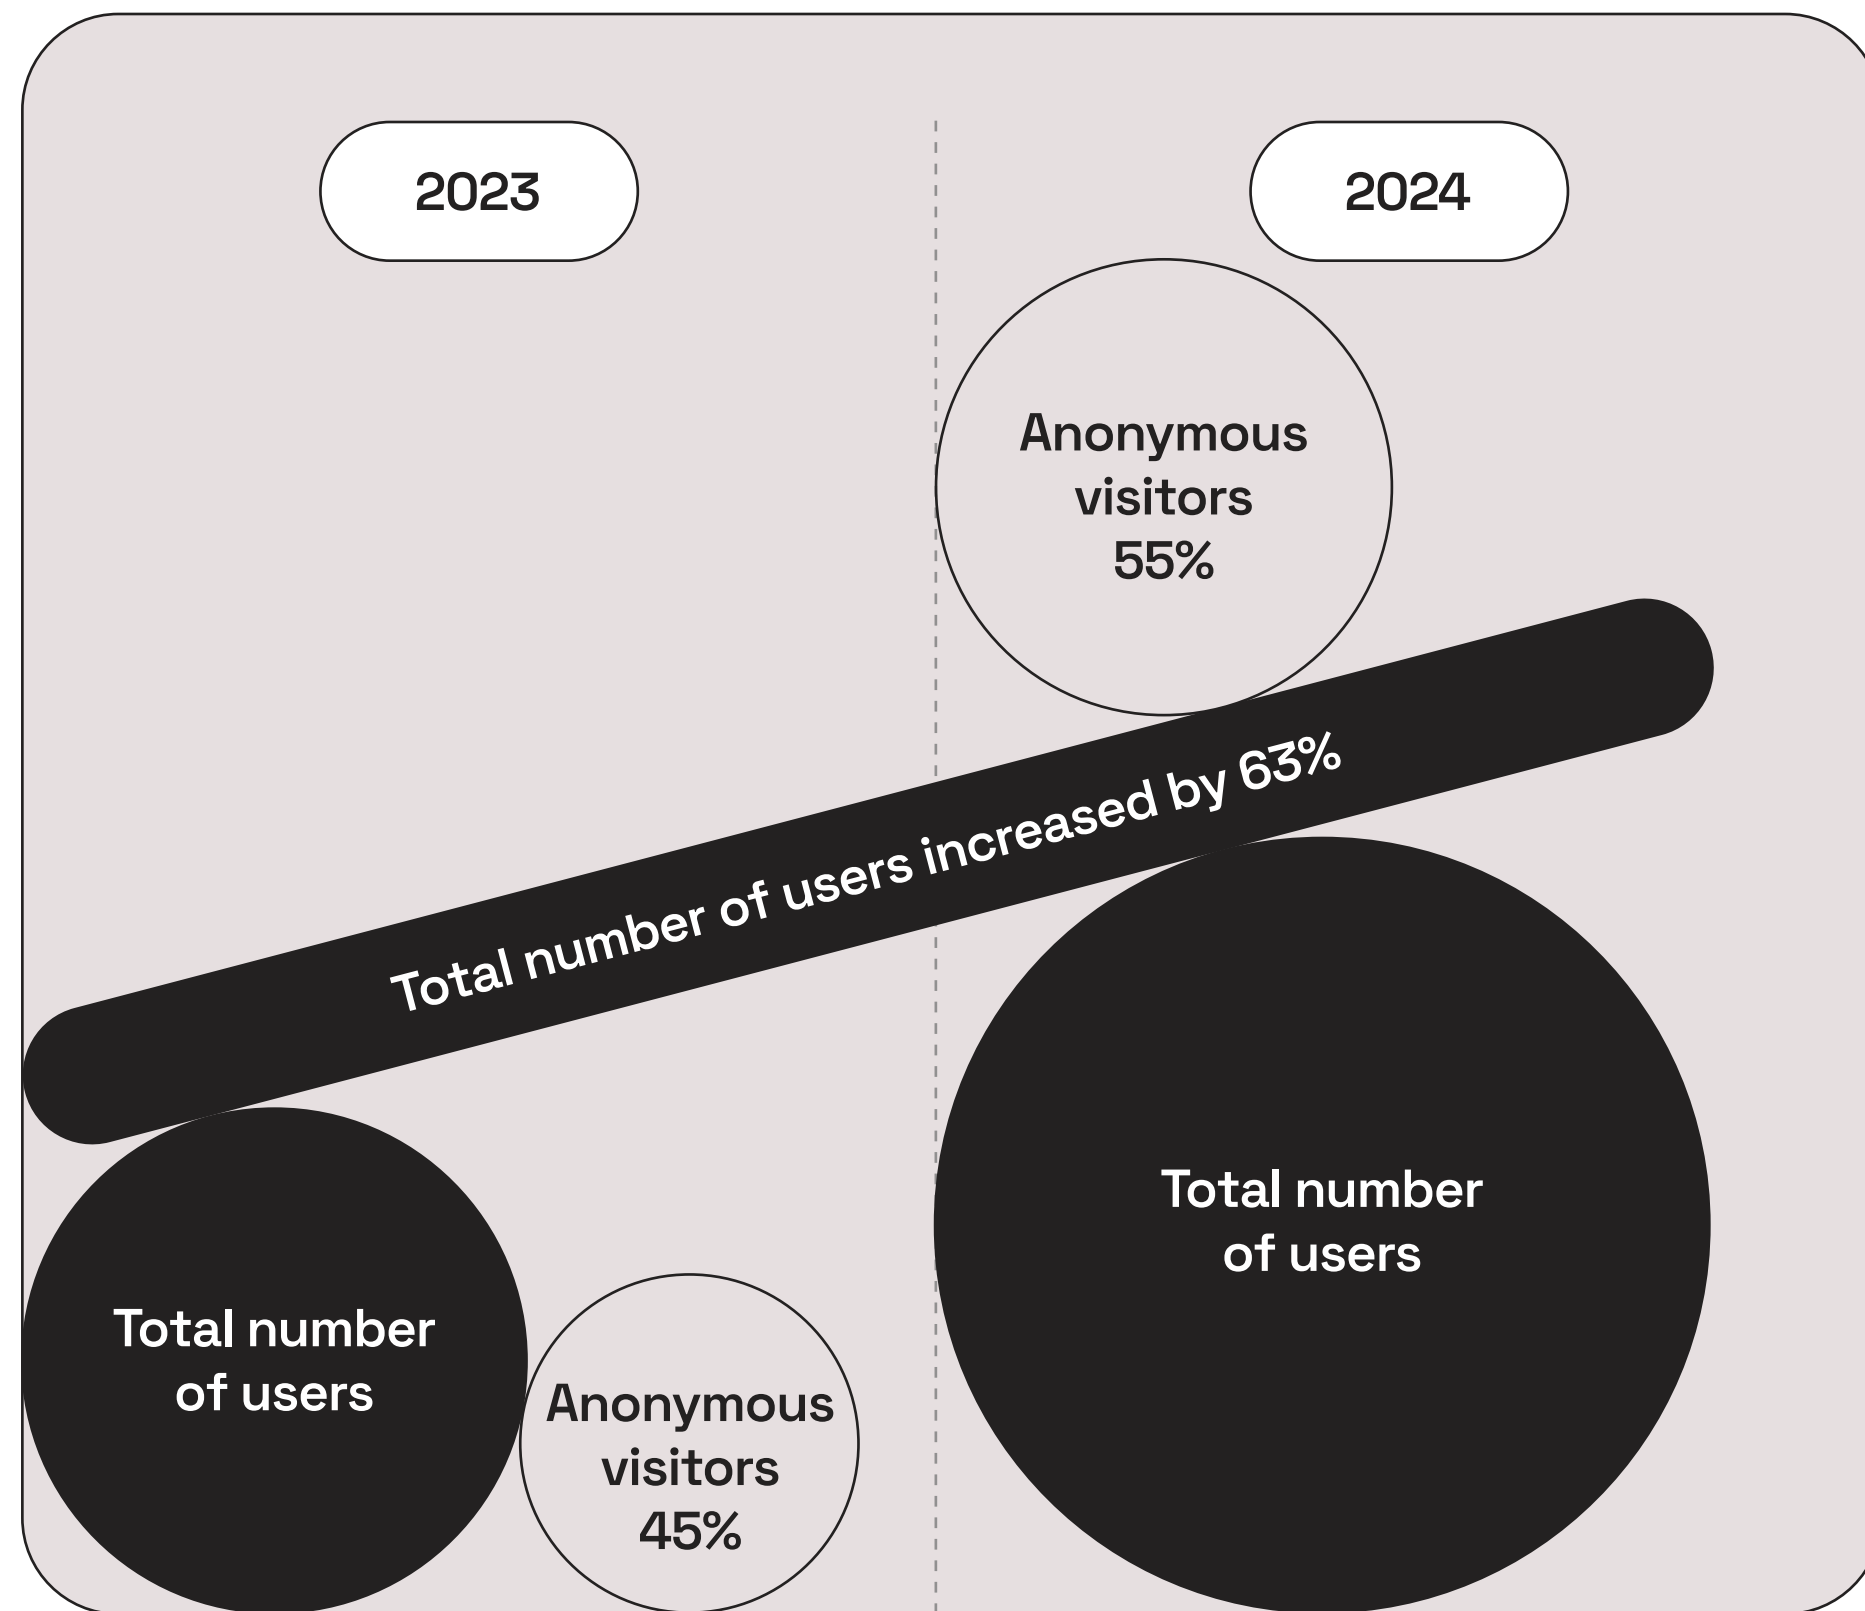 2023
2024
Anonymous
visitors
55%
Total number of users increased by 63%
Total number
of users
Anonymous
visitors
45%
Total number
of users